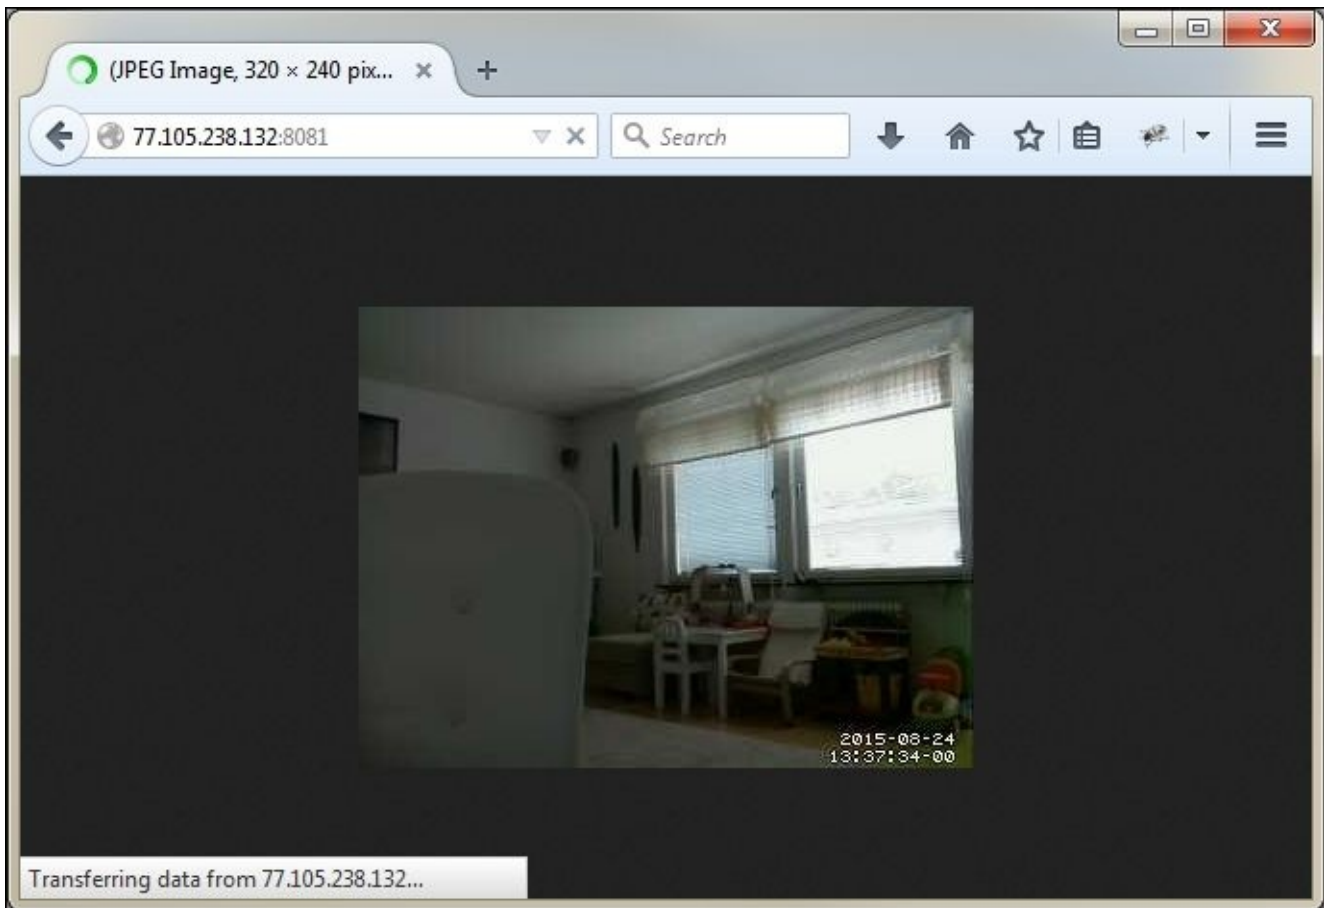 (JPEG Image, 320 × 240 pix...
77.105.238.132:8081
Search
2015-08-24
13:37:34-00
Transferring data from 77.105.238.132...